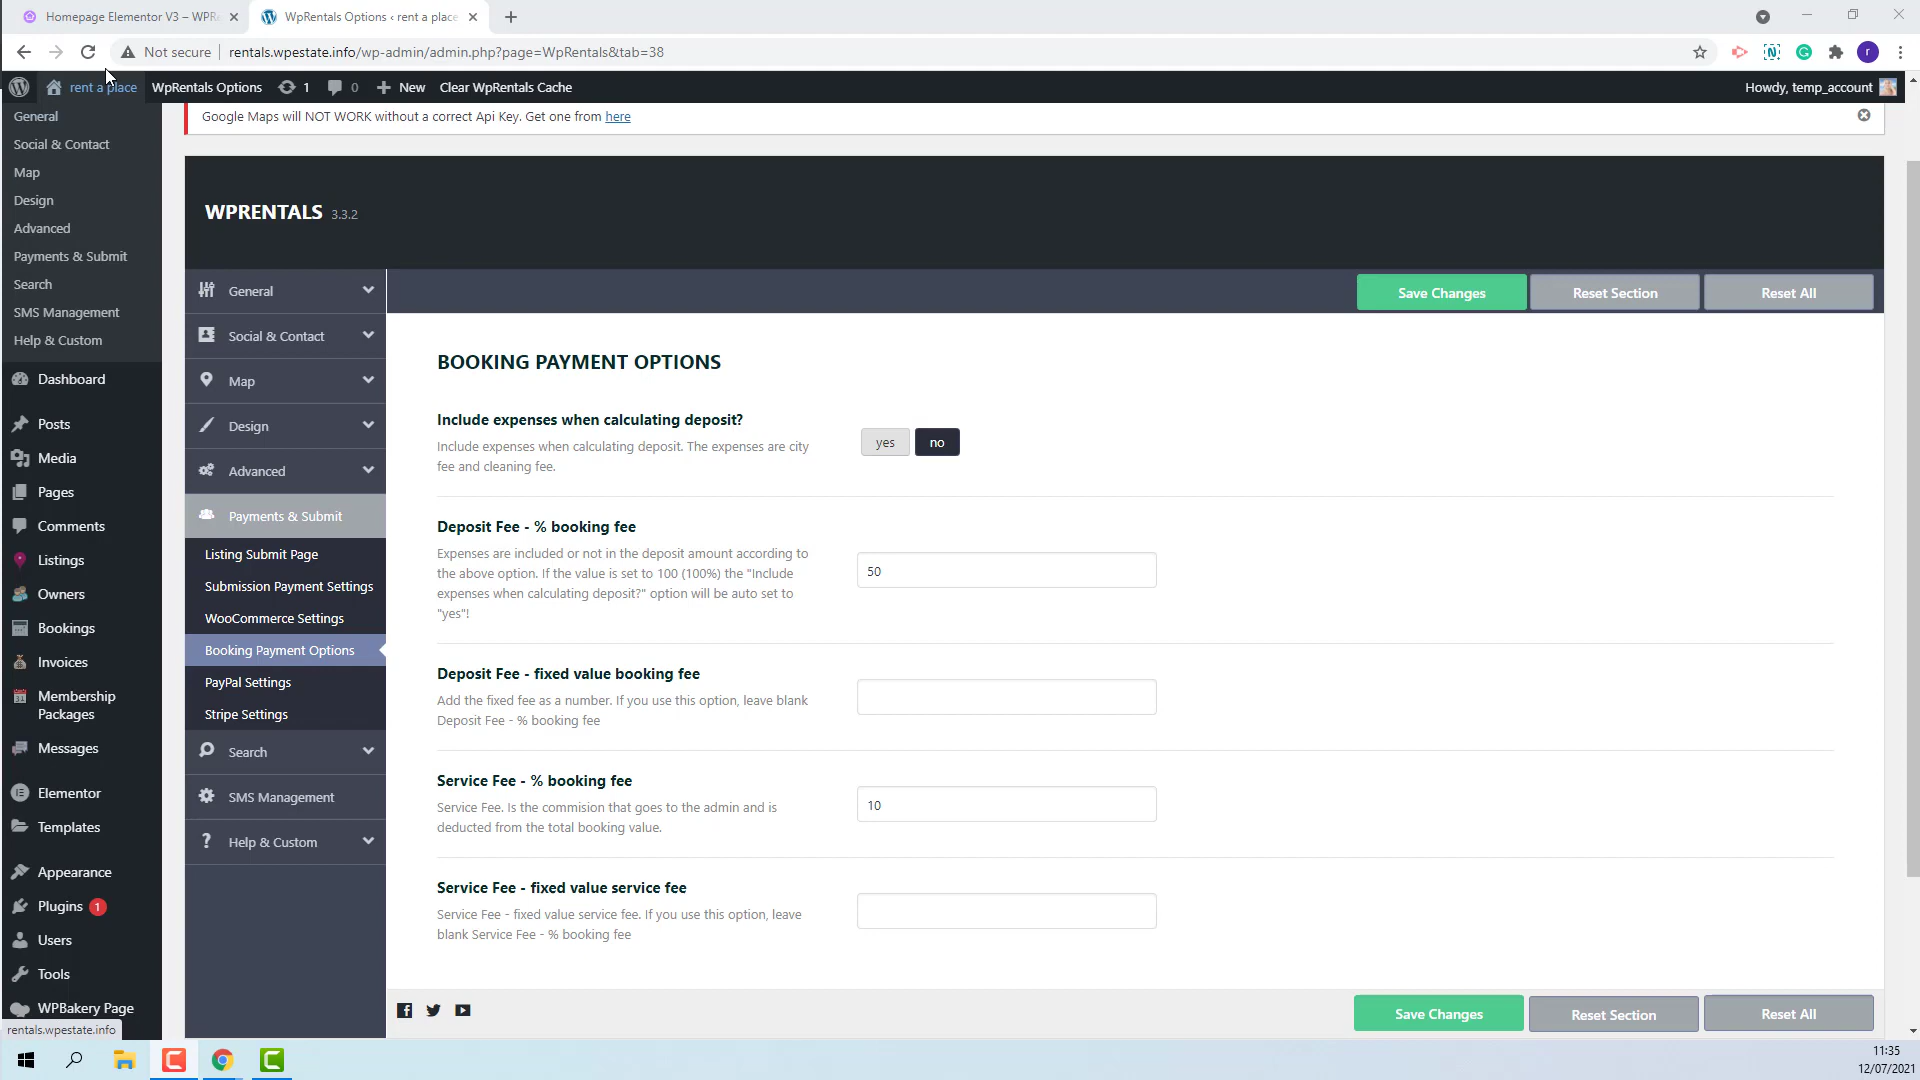 Homepage Elementor V3 – WPR
WpRentals Options ‹ rent a place
Not secure
rentals.wpestate.info/wp-admin/admin.php?page=WpRentals&tab=38
r
rent a place
WpRentals Options
1
0
New
Clear WpRentals Cache
Howdy, temp_account
General
Social & Contact
Map
Design
Advanced
Payments & Submit
Search
SMS Management
Help & Custom
Dashboard
Posts
Media
Pages
Comments
Listings
Owners
Bookings
Invoices
Membership
Packages
Messages
Elementor
Templates
Appearance
Plugins 1
Users
Tools
WPBakery Page
rentals.wpestate.info
Google Maps will NOT WORK without a correct Api Key. Get one from here
WPRENTALS 3.3.2
General
Social & Contact
Map
Design
Advanced
Payments & Submit
Listing Submit Page
Submission Payment Settings
WooCommerce Settings
Booking Payment Options
PayPal Settings
Stripe Settings
Search
SMS Management
Help & Custom
Save Changes
Reset Section
Reset All
BOOKING PAYMENT OPTIONS
Include expenses when calculating deposit?
Include expenses when calculating deposit. The expenses are city
fee and cleaning fee.
yes
no
Deposit Fee - % booking fee
Expenses are included or not in the deposit amount according to
the above option. If the value is set to 100 (100%) the "Include
expenses when calculating deposit?" option will be auto set to
"yes"!
50
Deposit Fee - fixed value booking fee
Add the fixed fee as a number. If you use this option, leave blank
Deposit Fee - % booking fee
Service Fee - % booking fee
Service Fee. Is the commision that goes to the admin and is
deducted from the total booking value.
10
Service Fee - fixed value service fee
Service Fee - fixed value service fee. If you use this option, leave
blank Service Fee - % booking fee
Save Changes
Reset Section
Reset All
11:35
12/07/2021